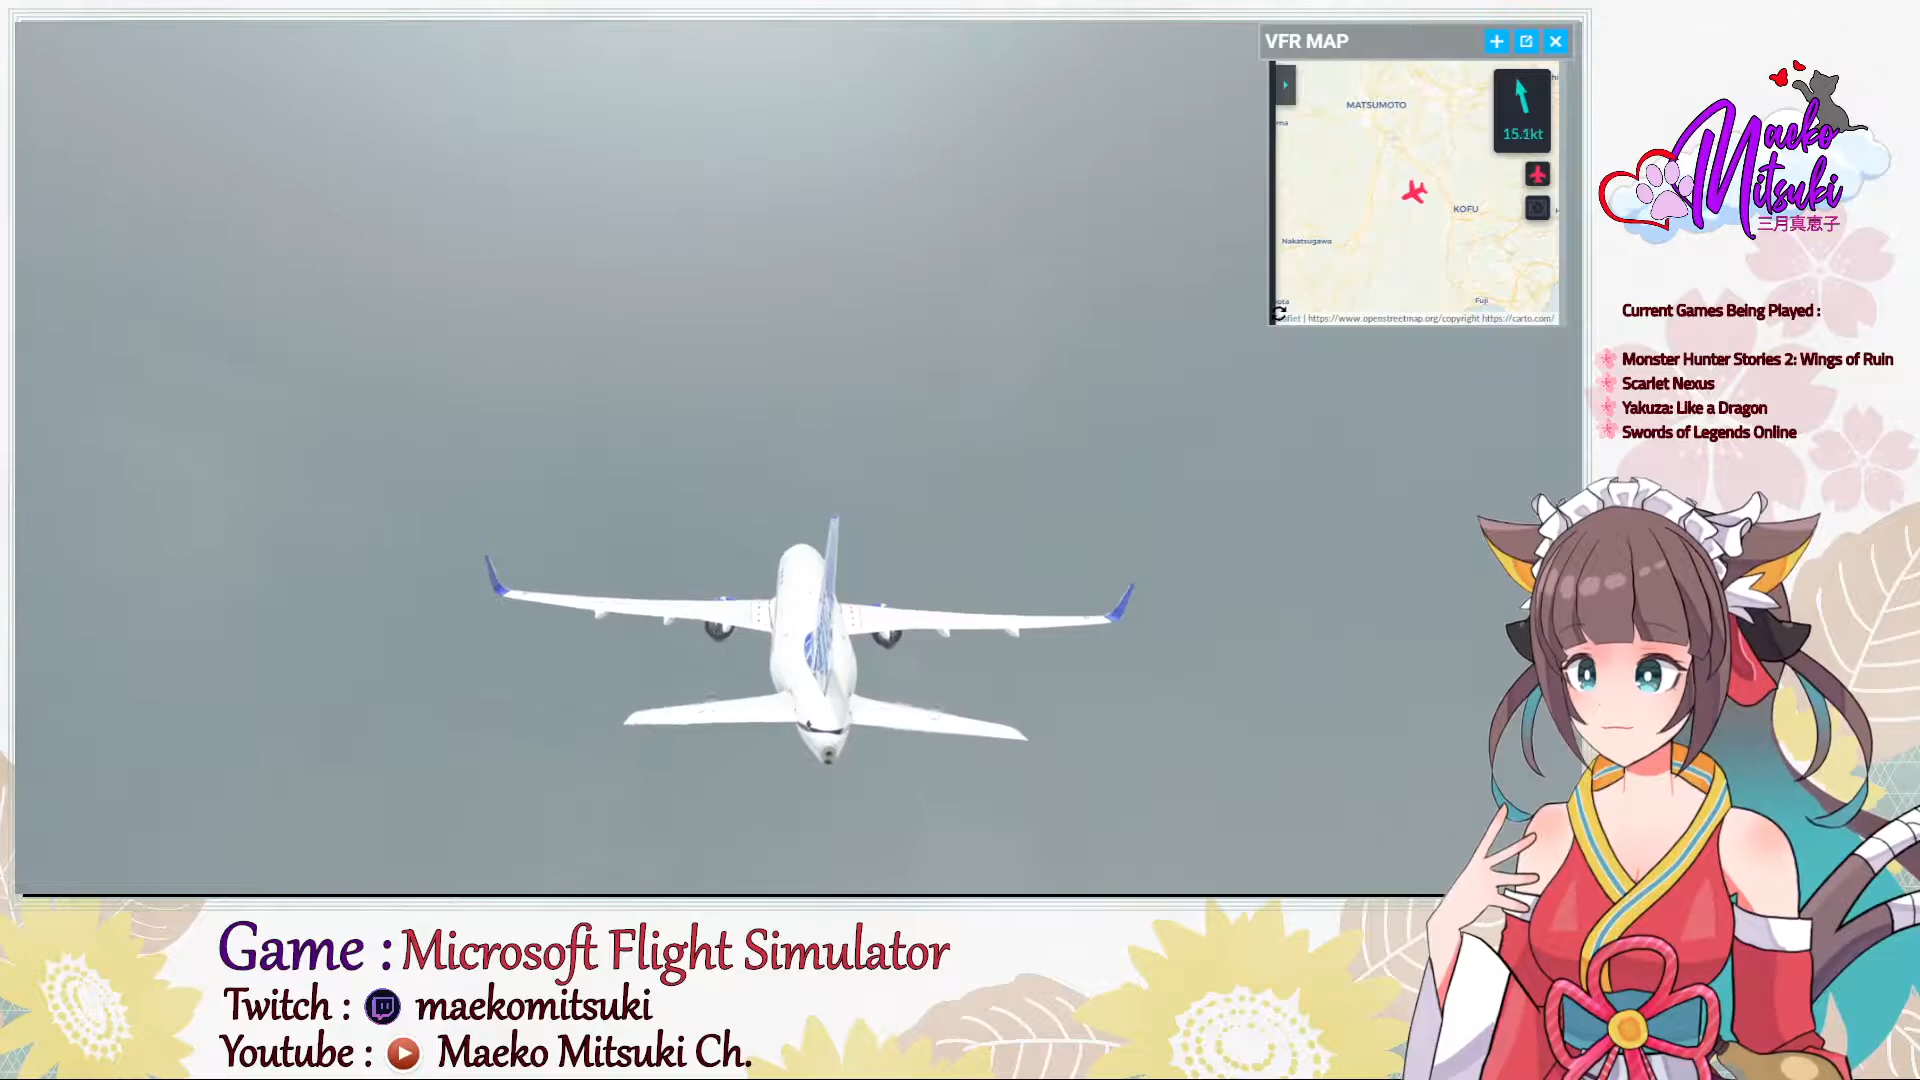 VFR MAP
MATSUMOTO
15.1kt
KOFU
Nakatsugawa
Fuji
https://www.openstreetmap.org/copyright https://carto.com/
Maeko
Mitsuki
三月真恵子
Current Games Being Played :
Monster Hunter Stories 2: Wings of Ruin
Scarlet Nexus
Yakuza: Like a Dragon
Swords of Legends Online
Game : Microsoft Flight Simulator
Twitch : maekomitsuki
Youtube : Maeko Mitsuki Ch.